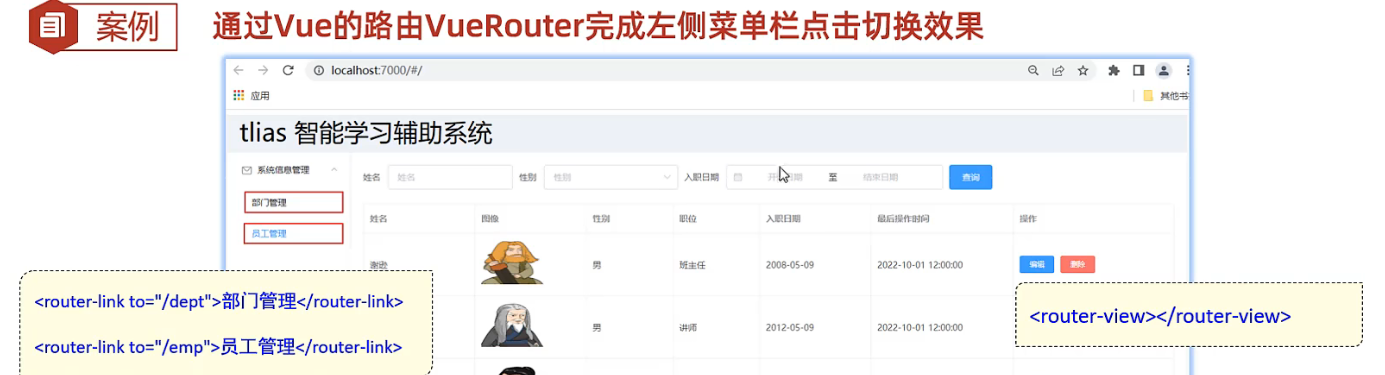 案例
通过Vue的路由VueRouter完成左侧菜单栏点击切换效果
localhost:7000/#/
应用
其他书
tlias 智能学习辅助系统
系统信息管理
部门管理
员工管理
姓名 姓名 性别 性别 入职日期 至 结束日期 查询
姓名 图像 性别 职位 入职日期 最后操作时间 操作
谢逊 男 班主任 2008-05-09 2022-10-01 12:00:00 编辑 删除
男 讲师 2012-05-09 2022-10-01 12:00:00
<router-link to="/dept">部门管理</router-link>
<router-link to="/emp">员工管理</router-link>
<router-view></router-view>